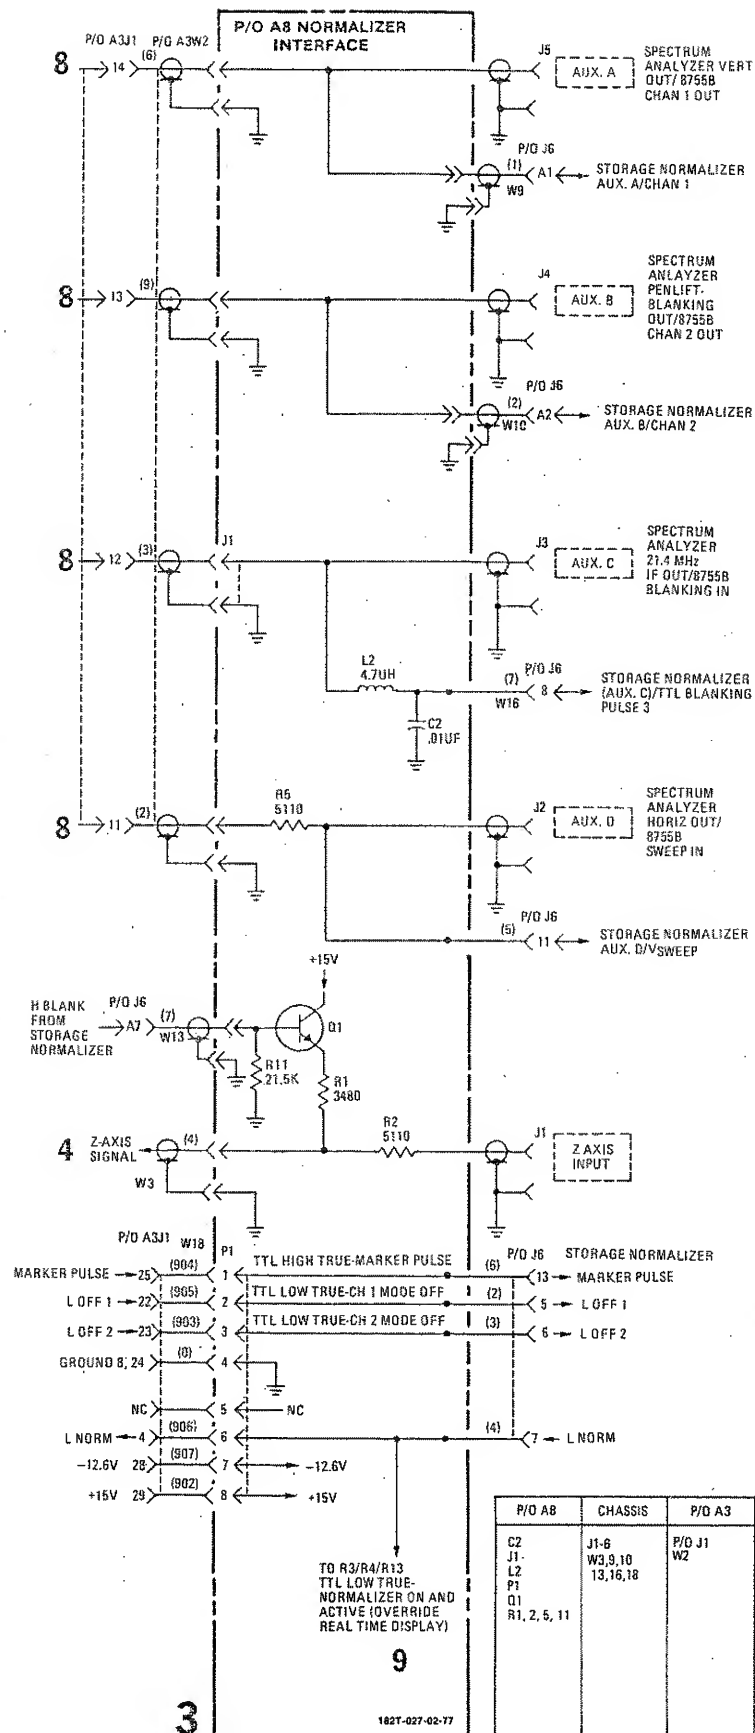 P/O A8 NORMALIZER
INTERFACE
P/O A3J1
P/O A3W2
8
14
(6)
J5
AUX. A
SPECTRUM
ANALYZER VERT
OUT/8755B
CHAN 1 OUT
P/O J6
(1)
A1
W9
STORAGE NORMALIZER
AUX. A/CHAN 1
8
13
(9)
J4
AUX. B
SPECTRUM
ANLAYZER
PENLIFT-
BLANKING
OUT/8755B
CHAN 2 OUT
P/O J6
(2)
A2
W10
STORAGE NORMALIZER
AUX. B/CHAN 2
8
12
(3)
J1
J3
AUX. C
SPECTRUM
ANALYZER
21.4 MHz
IF OUT/8755B
BLANKING IN
L2
4.7UH
C2
.01UF
(7)
P/O J6
8
W16
STORAGE NORMALIZER
(AUX. C)/TTL BLANKING
PULSE 3
8
11
(2)
R5
5110
J2
AUX. D
SPECTRUM
ANALYZER
HORIZ OUT/
8755B
SWEEP IN
(5)
P/O J6
11
STORAGE NORMALIZER
AUX. D/VSWEEP
+15V
H BLANK
FROM
STORAGE
NORMALIZER
P/O J6
A7
(7)
W13
Q1
R11
21.5K
R1
3480
R2
5110
4
Z-AXIS
SIGNAL
(4)
W3
J1
Z AXIS
INPUT
P/O A3J1
W18
P1
P/O J6
STORAGE NORMALIZER
MARKER PULSE 25 (904) 1 TTL HIGH TRUE-MARKER PULSE (6) 13 MARKER PULSE
L OFF 1 22 (905) 2 TTL LOW TRUE-CH 1 MODE OFF (2) 5 L OFF 1
L OFF 2 23 (903) 3 TTL LOW TRUE-CH 2 MODE OFF (3) 6 L OFF 2
GROUND 8, 24 (0) 4
NC 5 NC
L NORM 4 (906) 6 (4) 7 L NORM
-12.6V 28 (907) 7 -12.6V
+15V 29 (902) 8 +15V
TO R3/R4/R13
TTL LOW TRUE-
NORMALIZER ON AND
ACTIVE (OVERRIDE
REAL TIME DISPLAY)
9
P/O A8 CHASSIS P/O A3
C2 J1-6 P/O J1
J1 W3,9,10 W2
L2 13,16,18
P1
Q1
R1, 2, 5, 11
3
182T-027-02-77